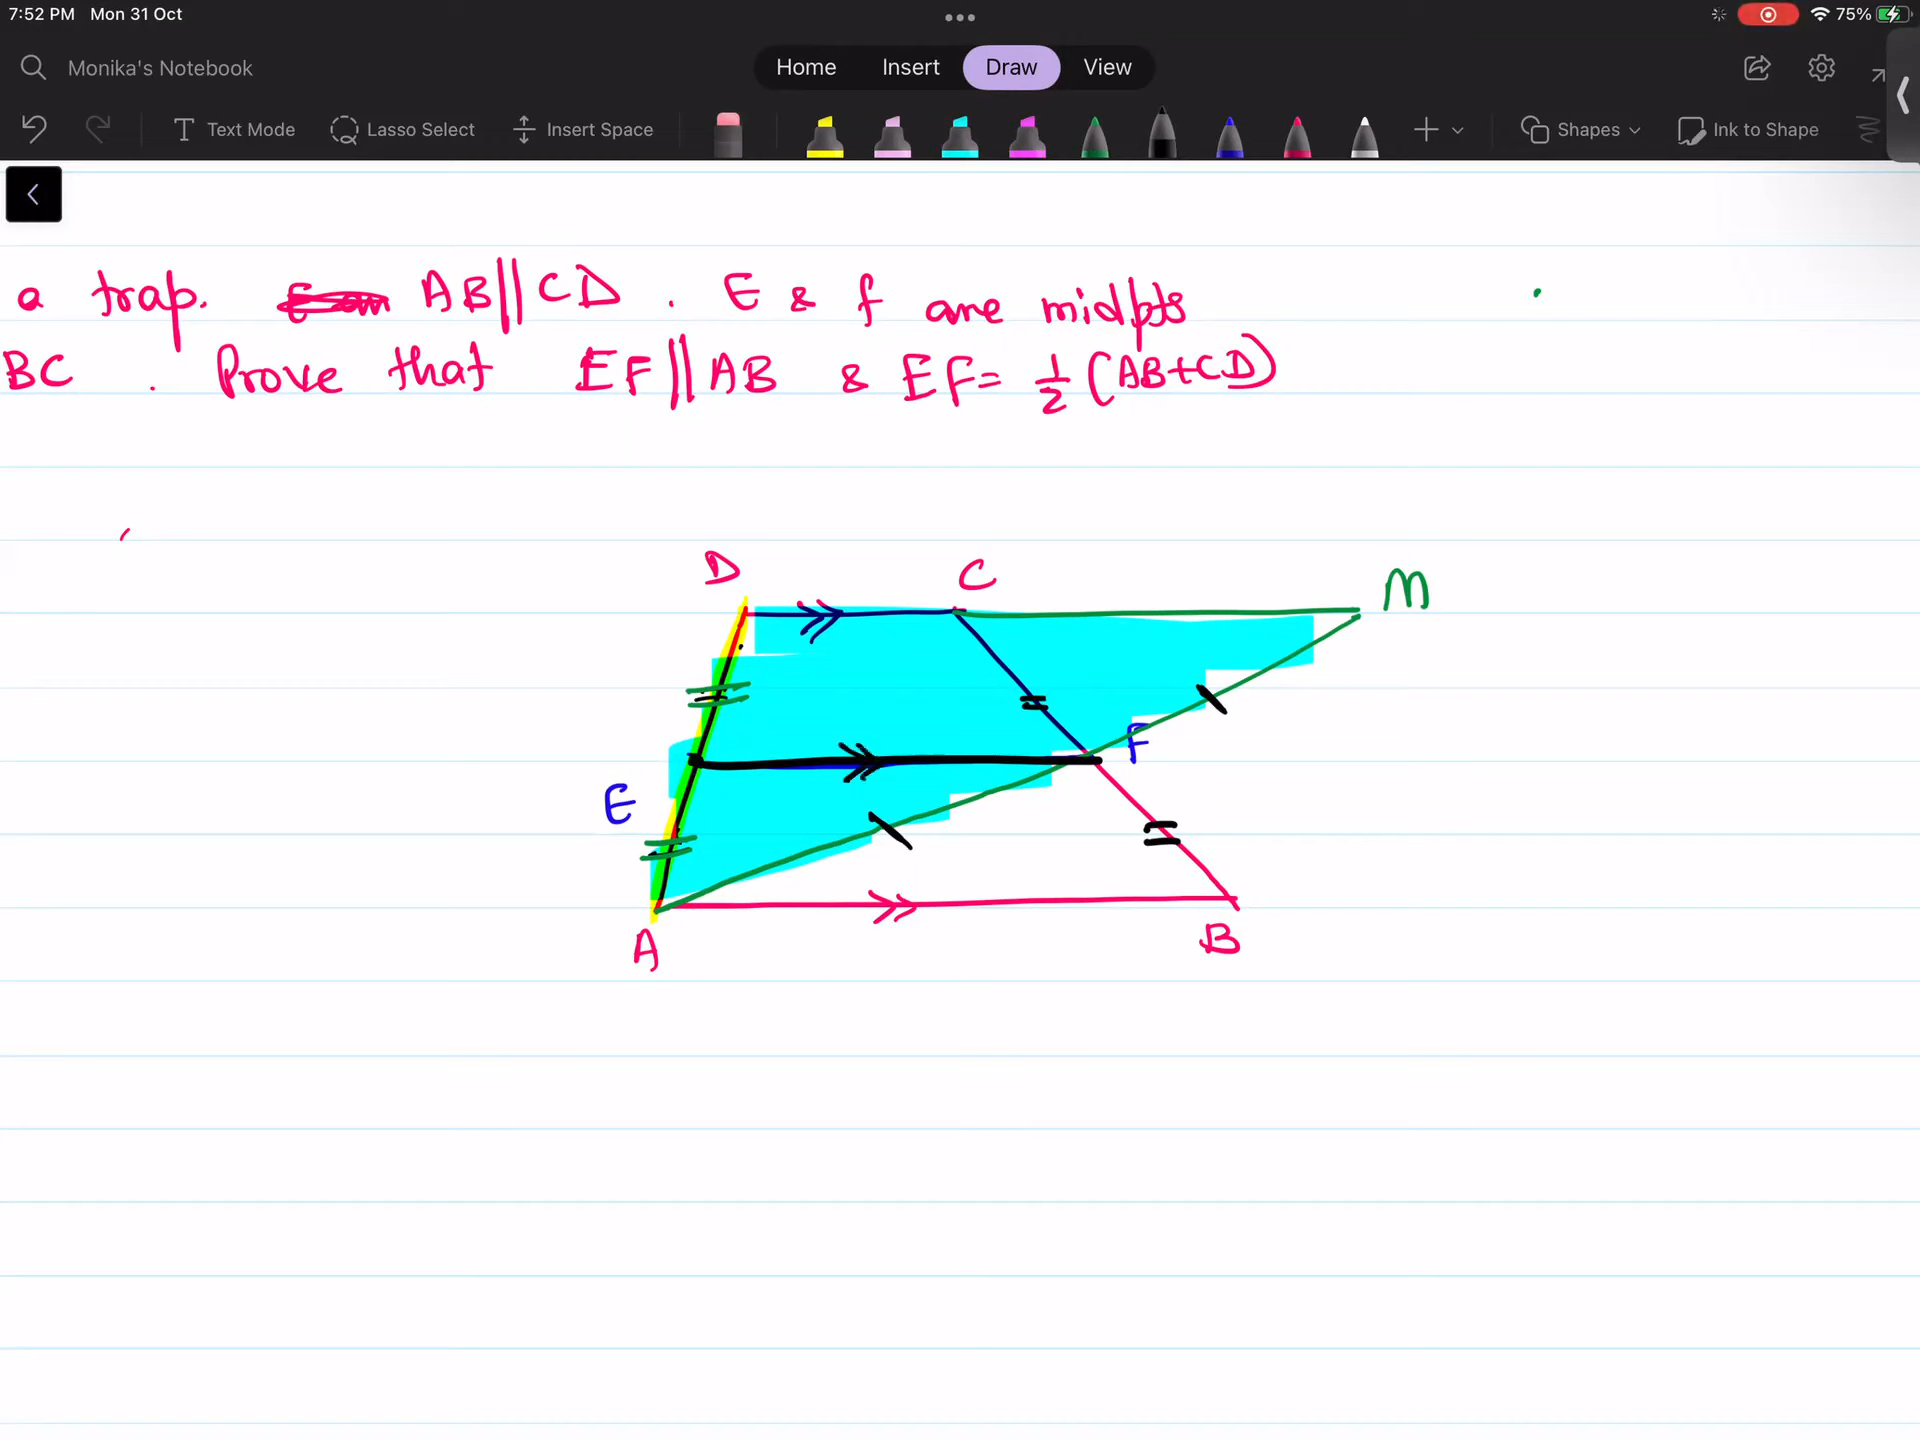 7:52 PM Mon 31 Oct
75%
Monika's Notebook
Home Insert Draw View
Text Mode Lasso Select Insert Space Shapes Ink to Shape
a trap. AB||CD . E & f are midpts
BC . Prove that EF||AB & EF= 1/2 (AB+CD)
D C M
F
E
A B